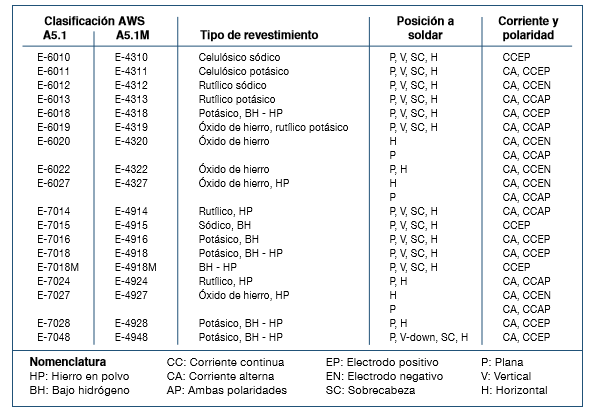 Clasificación AWS Posición a Corriente y
A5.1 A5.1M Tipo de revestimiento soldar polaridad
E-6010 E-4310 Celulósico sódico P, V, SC, H CCEP
E-6011 E-4311 Celulósico potásico P, V, SC, H CA, CCEP
E-6012 E-4312 Rutílico sódico P, V, SC, H CA, CCEN
E-6013 E-4313 Rutílico potásico P, V, SC, H CA, CCAP
E-6018 E-4318 Potásico, BH - HP P, V, SC, H CA, CCEP
E-6019 E-4319 Óxido de hierro, rutílico potásico P, V, SC, H CA, CCAP
E-6020 E-4320 Óxido de hierro H CA, CCEN
P CA, CCAP
E-6022 E-4322 Óxido de hierro P, H CA, CCEN
E-6027 E-4327 Óxido de hierro, HP H CA, CCEN
P CA, CCAP
E-7014 E-4914 Rutílico, HP P, V, SC, H CA, CCAP
E-7015 E-4915 Sódico, BH P, V, SC, H CCEP
E-7016 E-4916 Potásico, BH P, V, SC, H CA, CCEP
E-7018 E-4918 Potásico, BH - HP P, V, SC, H CA, CCEP
E-7018M E-4918M BH - HP P, V, SC, H CCEP
E-7024 E-4924 Rutílico, HP P, H CA, CCAP
E-7027 E-4927 Óxido de hierro, HP H CA, CCEN
P CA, CCAP
E-7028 E-4928 Potásico, BH - HP P, H CA, CCEP
E-7048 E-4948 Potásico, BH - HP P, V-down, SC, H CA, CCEP
Nomenclatura CC: Corriente continua EP: Electrodo positivo P: Plana
HP: Hierro en polvo CA: Corriente alterna EN: Electrodo negativo V: Vertical
BH: Bajo hidrógeno AP: Ambas polaridades SC: Sobrecabeza H: Horizontal